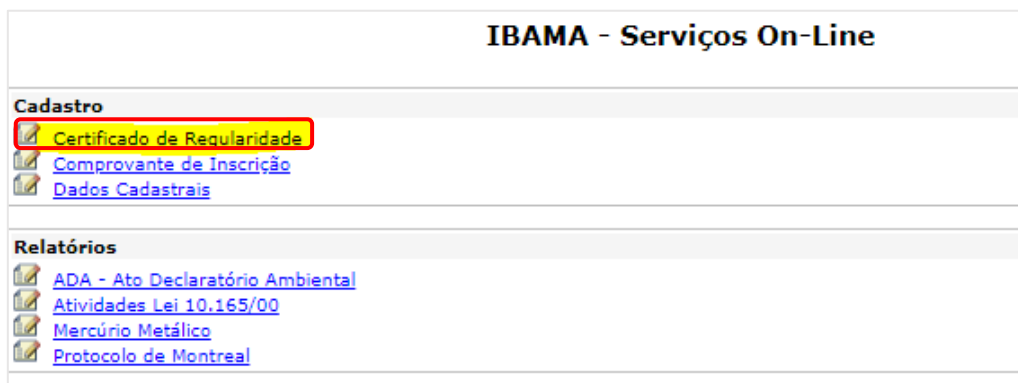 IBAMA - Serviços On-Line
Cadastro
Certificado de Regularidade
Comprovante de Inscrição
Dados Cadastrais
Relatórios
ADA - Ato Declaratório Ambiental
Atividades Lei 10.165/00
Mercúrio Metálico
Protocolo de Montreal